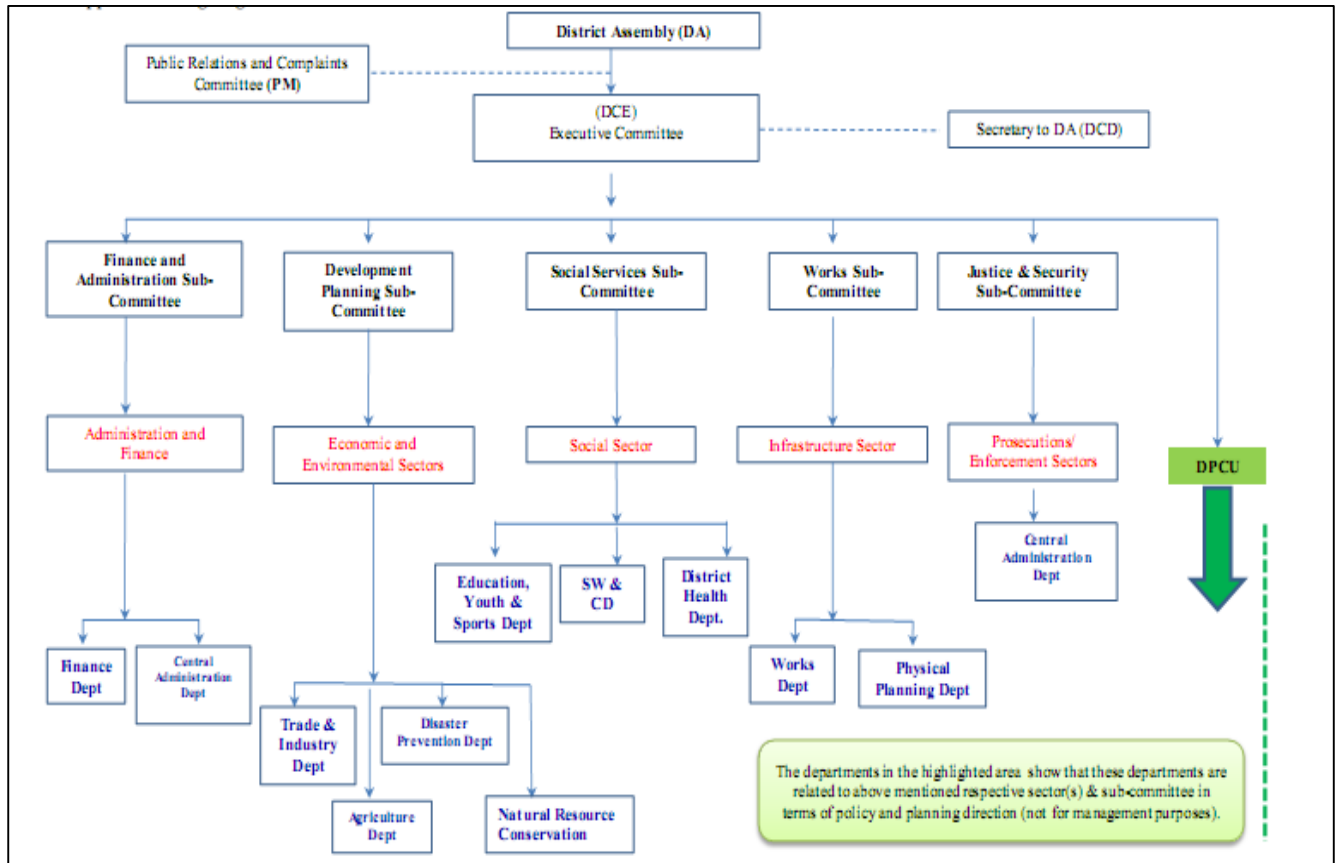 District Assembly (DA)
Public Relations and Complaints
Committee (PM)
(DCE)
Executive Committee
Secretary to DA (DCD)
Finance and
Administration Sub-
Committee
Development
Planning Sub-
Committee
Social Services Sub-
Committee
Works Sub-
Committee
Justice & Security
Sub-Committee
Administration and
Finance
Economic and
Environmental Sectors
Social Sector
Infrastructure Sector
Prosecutions/
Enforcement Sectors
DPCU
Education,
Youth &
Sports Dept
SW &
CD
District
Health
Dept.
Central
Administration
Dept
Finance
Dept
Central
Administration
Dept
Works
Dept
Physical
Planning Dept
Trade &
Industry
Dept
Disaster
Prevention Dept
Agriculture
Dept
Natural Resource
Conservation
The departments in the highlighted area show that these departments are
related to above mentioned respective sector(s) & sub-committee in
terms of policy and planning direction (not for management purposes).